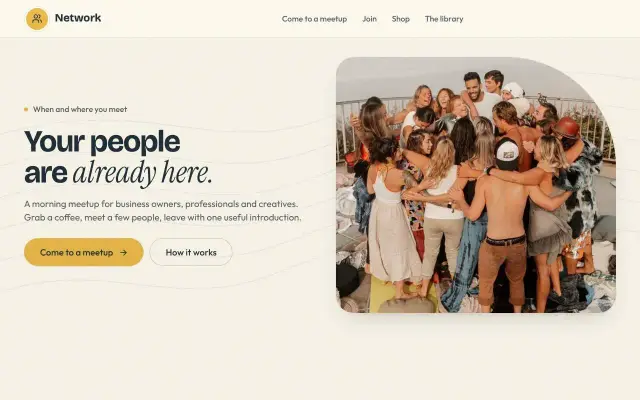 Network
Come to a meetup Join Shop The library
When and where you meet
Your people
are already here.
A morning meetup for business owners, professionals and creatives.
Grab a coffee, meet a few people, leave with one useful introduction.
Come to a meetup →
How it works